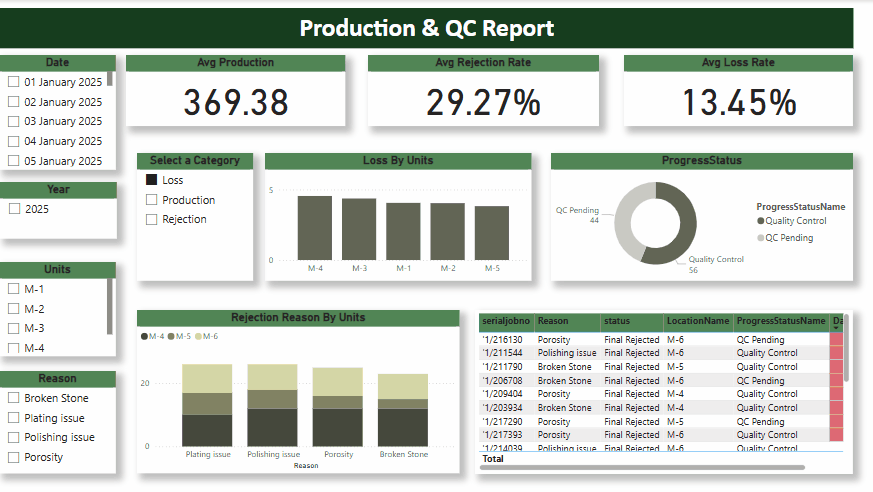 Production & QC Report
Date
01 January 2025
02 January 2025
03 January 2025
04 January 2025
05 January 2025
Avg Production
369.38
Avg Rejection Rate
29.27%
Avg Loss Rate
13.45%
Year
2025
Select a Category
Loss
Production
Rejection
Loss By Units
5
0
M-4 M-3 M-1 M-2 M-5
ProgressStatus
QC Pending
44
Quality Control
56
ProgressStatusName
Quality Control
QC Pending
Units
M-1
M-2
M-3
M-4
Reason
Broken Stone
Plating issue
Polishing issue
Porosity
Rejection Reason By Units
M-4 M-5 M-6
20
0
Plating issue Polishing issue Porosity Broken Stone
Reason
serialjobno Reason status LocationName ProgressStatusName Da
'1/216130 Porosity Final Rejected M-6 QC Pending
'1/211544 Polishing issue Final Rejected M-6 Quality Control
'1/211790 Broken Stone Final Rejected M-5 Quality Control
'1/206708 Broken Stone Final Rejected M-6 QC Pending
'1/209404 Porosity Final Rejected M-4 Quality Control
'1/203934 Broken Stone Final Rejected M-4 Quality Control
'1/217290 Porosity Final Rejected M-5 QC Pending
'1/217393 Porosity Final Rejected M-6 Quality Control
'1/214039 Polishing issue Final Rejected M-6 Quality Control
Total